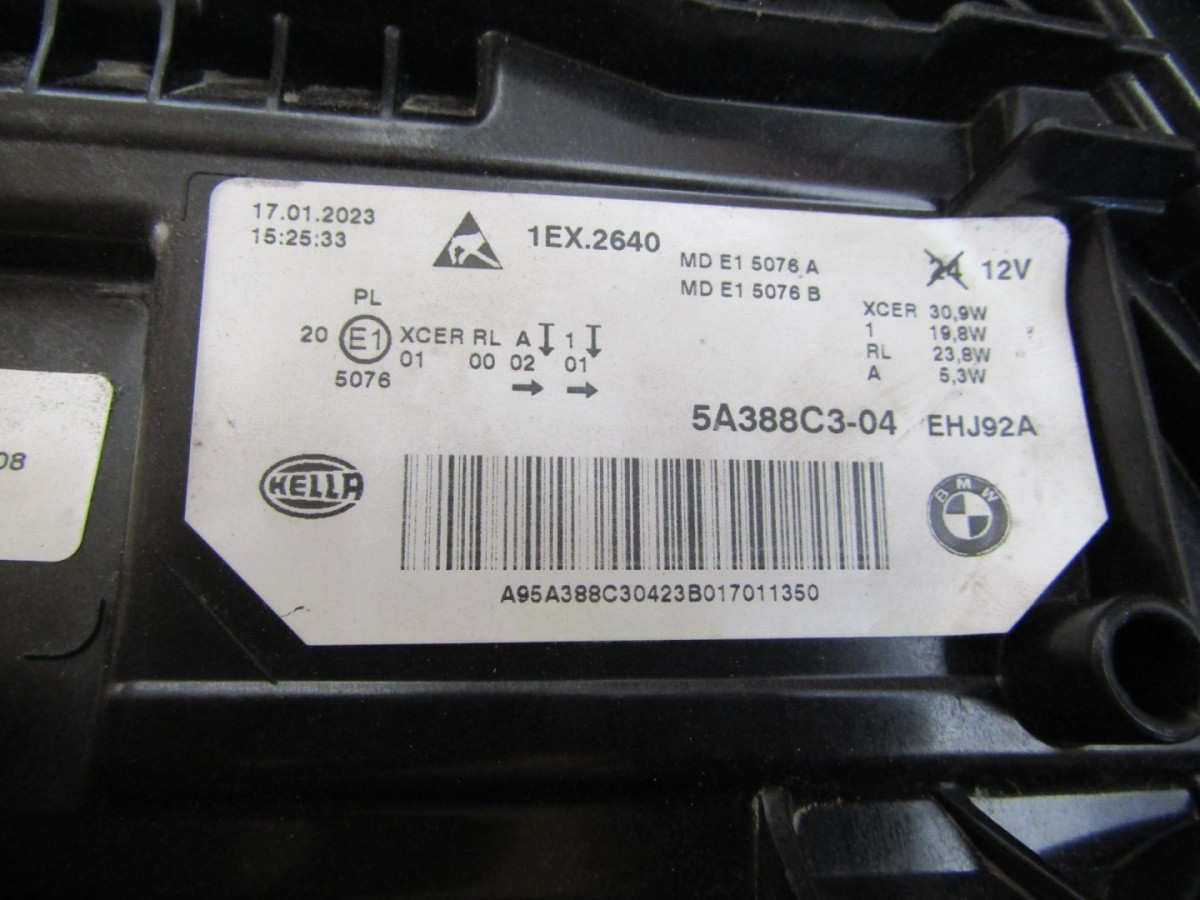 17.01.2023
15:25:33
1EX.2640
MD E1 5076 A
MD E1 5076 B
24 12V
XCER 30,9W
1 19,8W
RL 23,8W
A 5,3W
PL
20 E1 XCER RL A 1
01 00 02 01
5076
5A388C3-04 EHJ92A
08
HELLA
BMW
A95A388C30423B017011350